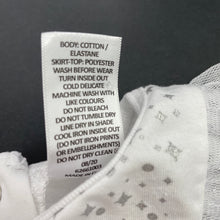 BODY: COTTON /
ELASTANE
SKIRT-TOP: POLYESTER
WASH BEFORE WEAR
TURN INSIDE OUT
COLD DELICATE
MACHINE WASH WITH
LIKE COLOURS
DO NOT BLEACH
DO NOT TUMBLE DRY
LINE DRY IN SHADE
COOL IRON INSIDE OUT
(DO NOT IRON PRINTS
OR EMBELLISHMENTS)
DO NOT DRY CLEAN
08/20